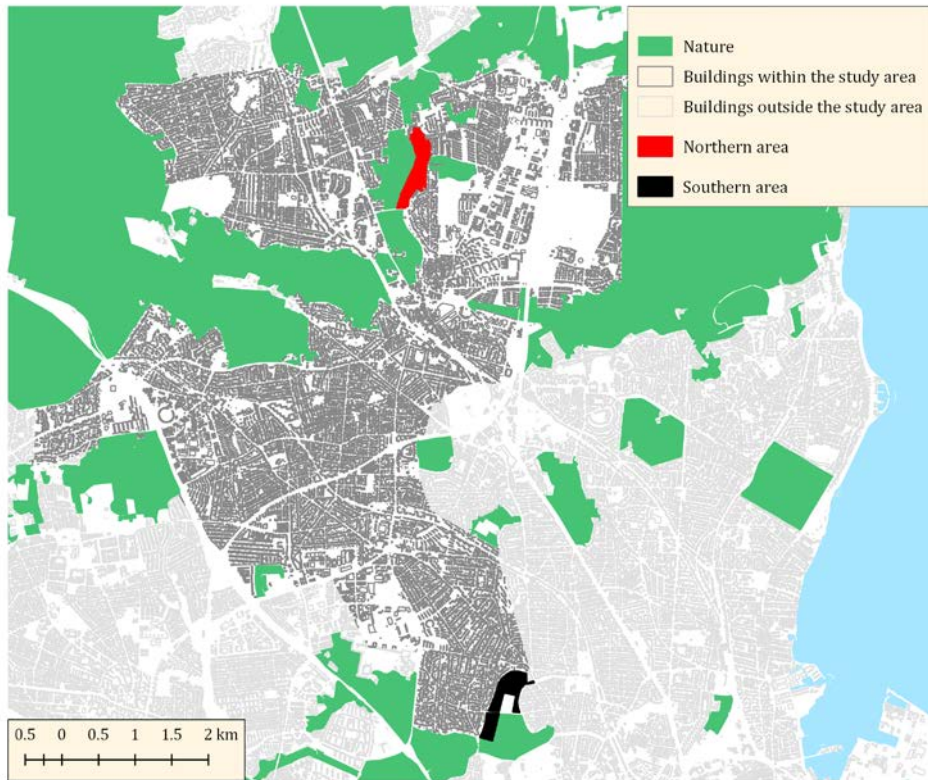 Nature
Buildings within the study area
Buildings outside the study area
Northern area
Southern area
0.5 0 0.5 1 1.5 2 km